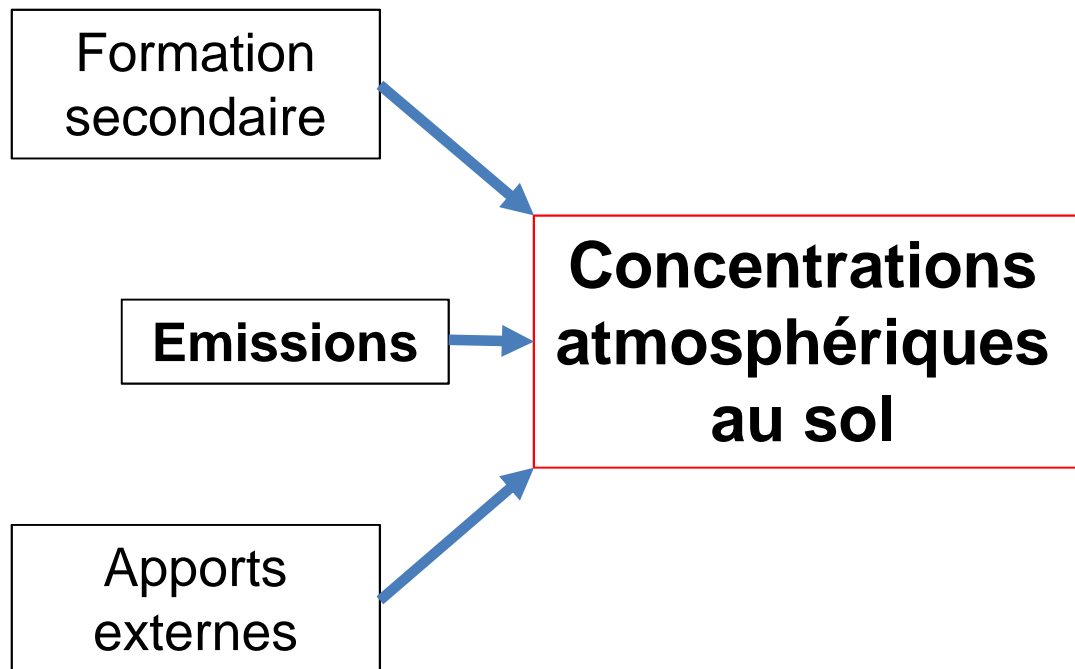 Formation
secondaire
Emissions
Concentrations
atmosphériques
au sol
Apports
externes